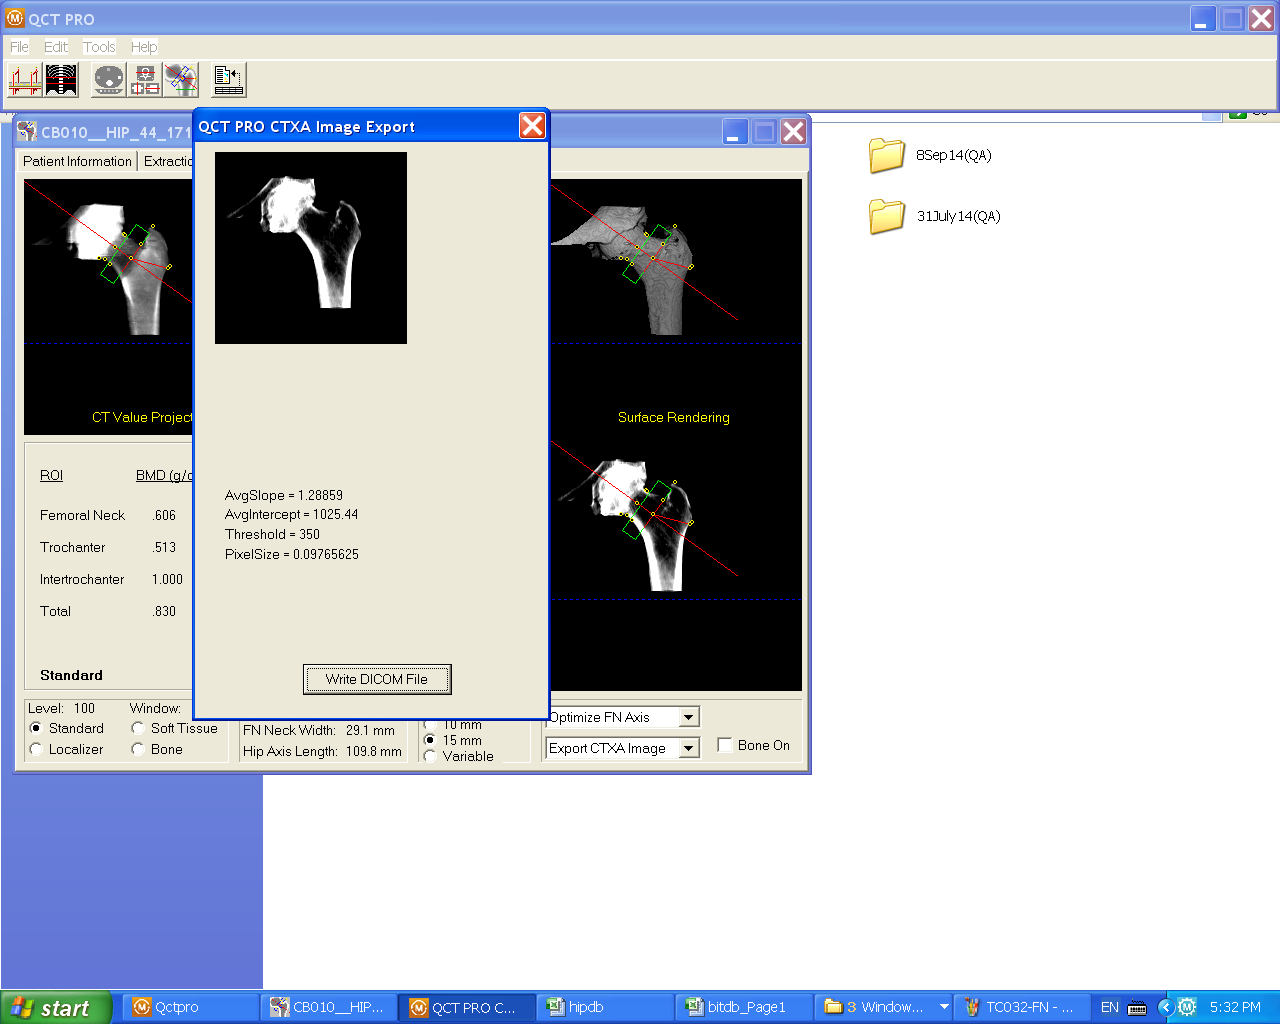 QCT PRO
File Edit Tools Help
CB010__HIP_44_171
QCT PRO CTXA Image Export
Patient Information
8Sep14(QA)
31July14(QA)
Surface Rendering
CT Value
ROI BMD
AvgSlope = 1.28859
AvgIntercept = 1025.44
Threshold = 350
PixelSize = 0.09765625
Femoral Neck .606
Trochanter .513
Intertrochanter 1.000
Total .830
Standard
Write DICOM File
Level: 100 Window:
Standard Soft Tissue
Localizer Bone
FN Neck Width: 29.1 mm
Hip Axis Length: 109.8 mm
10 mm
15 mm
Variable
Optimize FN Axis
Export CTXA Image
Bone On
start
Qctpro
CB010__HIP...
QCT PRO C...
hipdb
bitdb_Page1
3 Window...
TC032-FN - ...
EN
5:32 PM